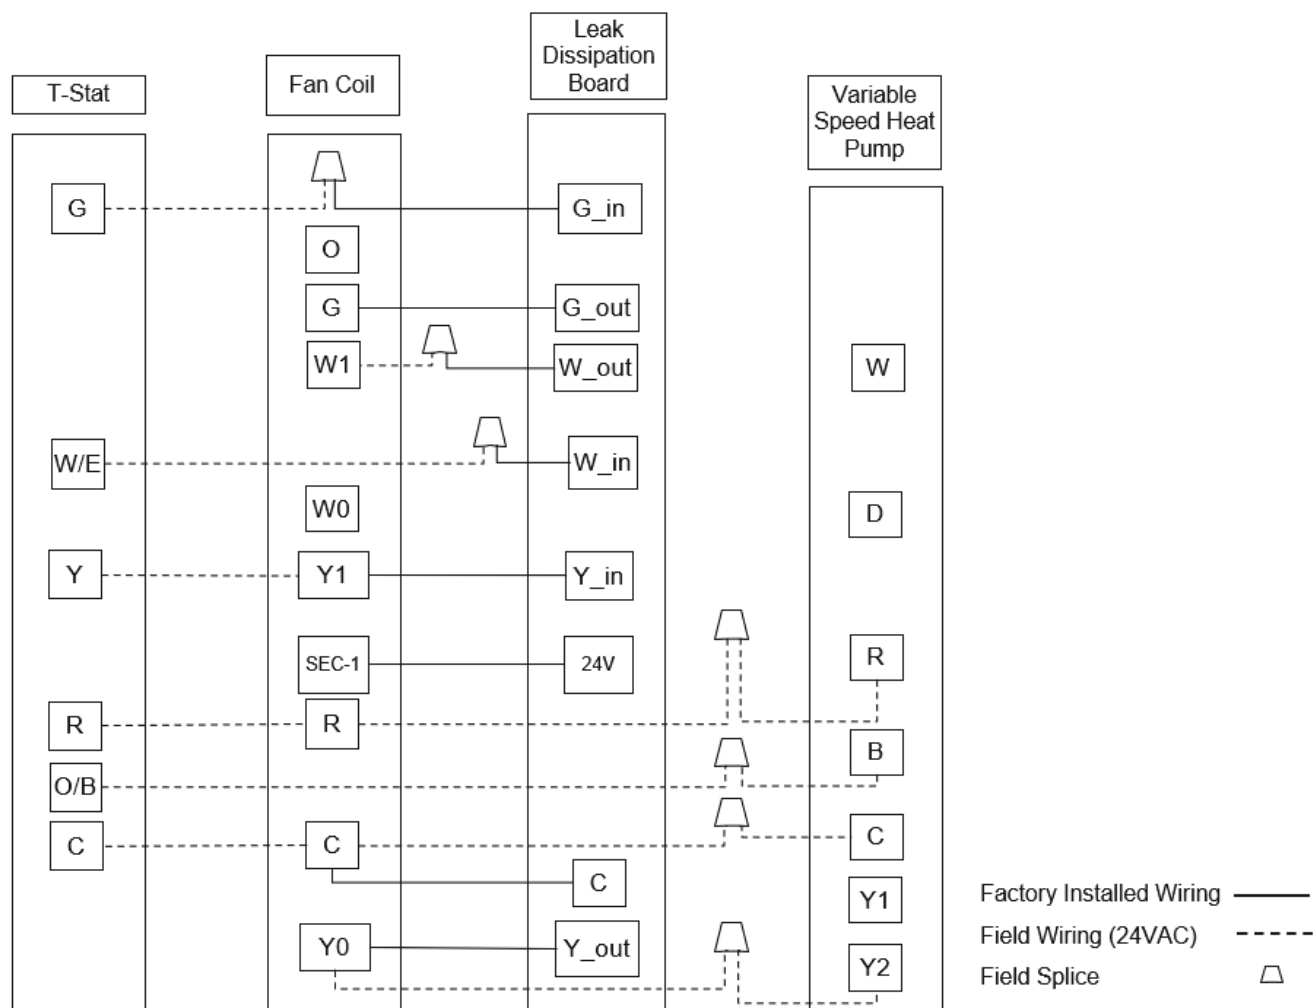 T-Stat
Fan Coil
Leak
Dissipation
Board
Variable
Speed Heat
Pump
G
G_in
O
G
G_out
W1
W_out
W
W/E
W_in
W0
D
Y
Y1
Y_in
SEC-1
24V
R
R
R
B
O/B
C
C
C
C
Y1
Y0
Y_out
Y2
Factory Installed Wiring
Field Wiring (24VAC)
Field Splice